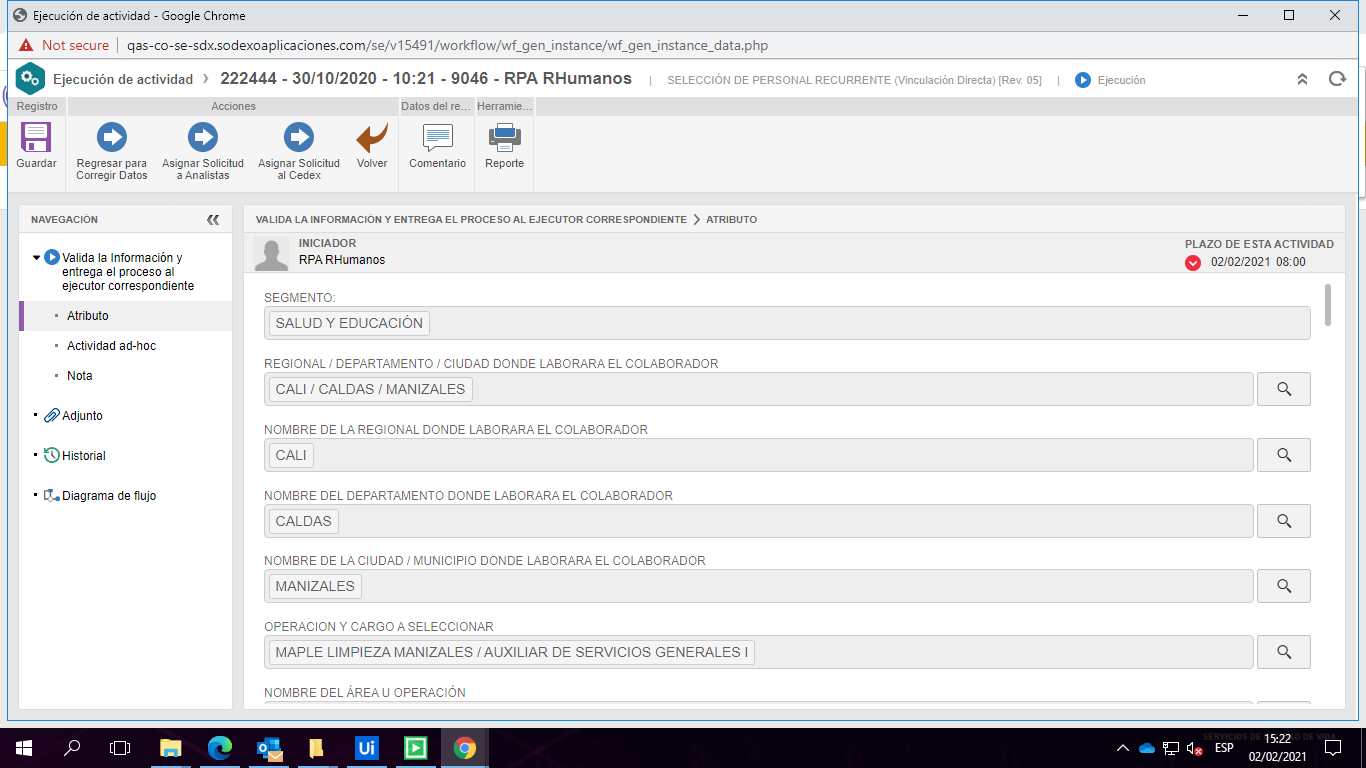 Ejecución de actividad - Google Chrome
Not secure | qas-co-se-sdx.sodexoaplicaciones.com/se/v15491/workflow/wf_gen_instance/wf_gen_instance_data.php
Ejecución de actividad > 222444 - 30/10/2020 - 10:21 - 9046 - RPA RHumanos | SELECCIÓN DE PERSONAL RECURRENTE (Vinculación Directa) [Rev. 05] | Ejecución
Registro Acciones Datos del re... Herramie...
Guardar
Regresar para
Corregir Datos
Asignar Solicitud
a Analistas
Asignar Solicitud
al Cedex
Volver
Comentario
Reporte
NAVEGACIÓN
Valida la Información y
entrega el proceso al
ejecutor correspondiente
Atributo
Actividad ad-hoc
Nota
Adjunto
Historial
Diagrama de flujo
VALIDA LA INFORMACIÓN Y ENTREGA EL PROCESO AL EJECUTOR CORRESPONDIENTE > ATRIBUTO
INICIADOR
RPA RHumanos
PLAZO DE ESTA ACTIVIDAD
02/02/2021 08:00
SEGMENTO:
SALUD Y EDUCACIÓN
REGIONAL / DEPARTAMENTO / CIUDAD DONDE LABORARA EL COLABORADOR
CALI / CALDAS / MANIZALES
NOMBRE DE LA REGIONAL DONDE LABORARA EL COLABORADOR
CALI
NOMBRE DEL DEPARTAMENTO DONDE LABORARA EL COLABORADOR
CALDAS
NOMBRE DE LA CIUDAD / MUNICIPIO DONDE LABORARA EL COLABORADOR
MANIZALES
OPERACION Y CARGO A SELECCIONAR
MAPLE LIMPIEZA MANIZALES / AUXILIAR DE SERVICIOS GENERALES I
NOMBRE DEL ÁREA U OPERACIÓN
Ui
ESP
15:22
02/02/2021